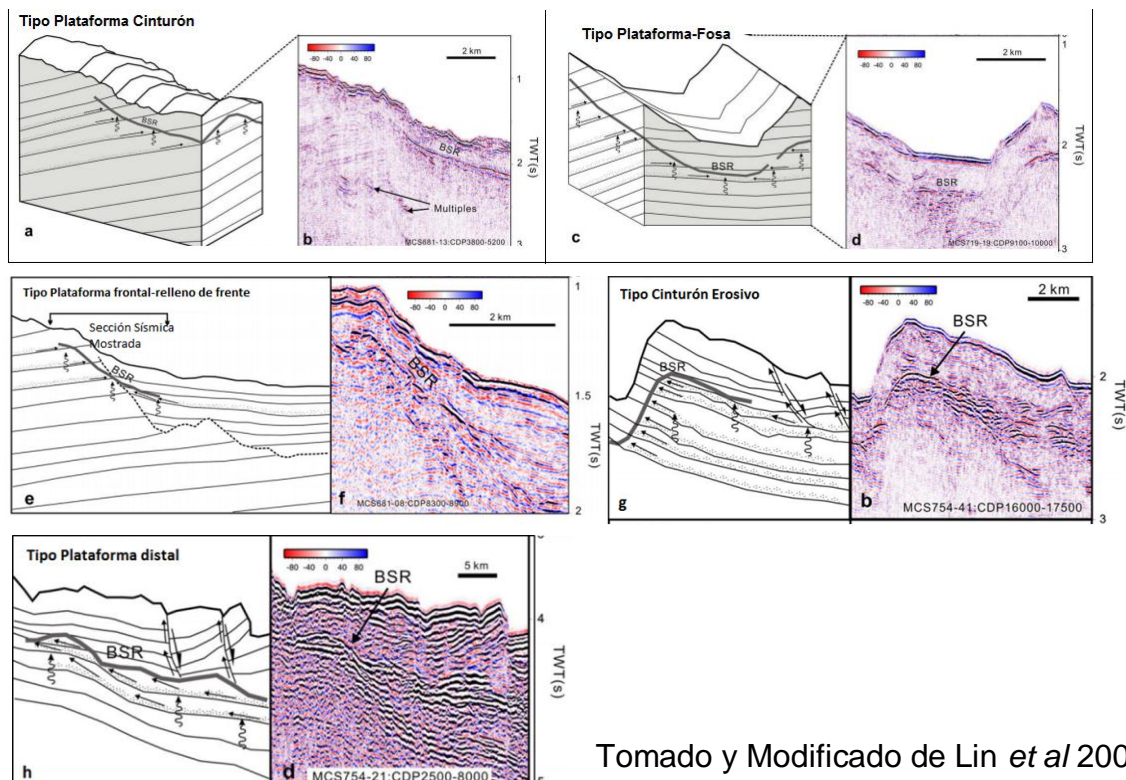 Tipo Plataforma Cinturón
-80 -40 0 40 80
2 km
1
BSR
2
TWT(s)
Multiples
a
b
MCS681-13:CDP3800-5200
3
Tipo Plataforma-Fosa
-80 -40 0 40 80
2 km
1
TWT(s)
2
BSR
BSR
c
d
MCS719-19:CDP9100-10000
3
Tipo Plataforma frontal-relleno de frente
Sección Sísmica
Mostrada
BSR
e
-80 -40 0 40 80
1
2 km
BSR
1.5
TWT(s)
f
MCS681-08:CDP8300-8900
2
Tipo Cinturón Erosivo
BSR
g
-80 -40 0 40 80
2 km
BSR
2
TWT(s)
b
MCS754-41:CDP16000-17500
3
Tipo Plataforma distal
BSR
h
-80 -40 0 40 80
5 km
BSR
4
TWT(s)
d
MCS754-21:CDP2500-8000
Tomado y Modificado de Lin et al 200